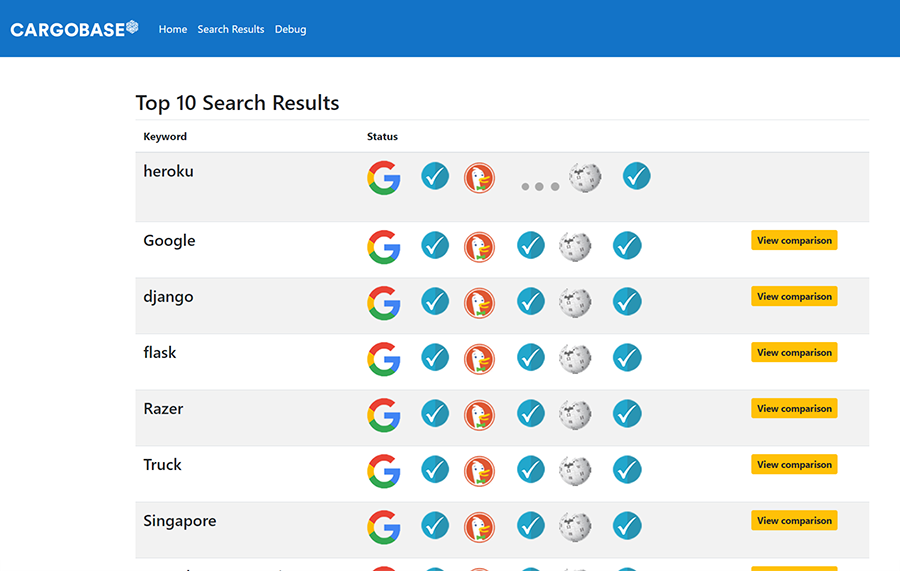 CARGOBASE Home Search Results Debug
Top 10 Search Results
Keyword Status
heroku
Google View comparison
django View comparison
flask View comparison
Razer View comparison
Truck View comparison
Singapore View comparison